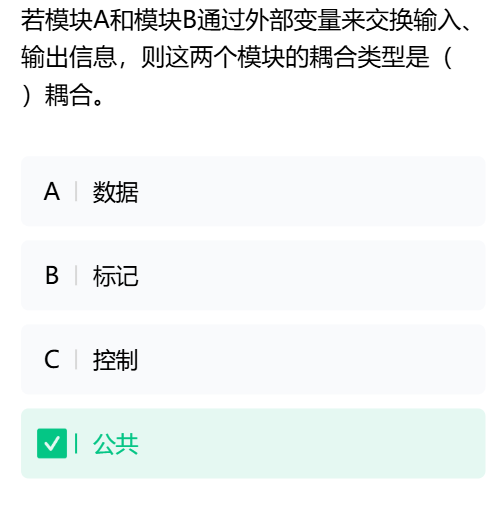 若模块A和模块B通过外部变量来交换输入、
输出信息，则这两个模块的耦合类型是（
）耦合。
A 数据
B 标记
C 控制
公共